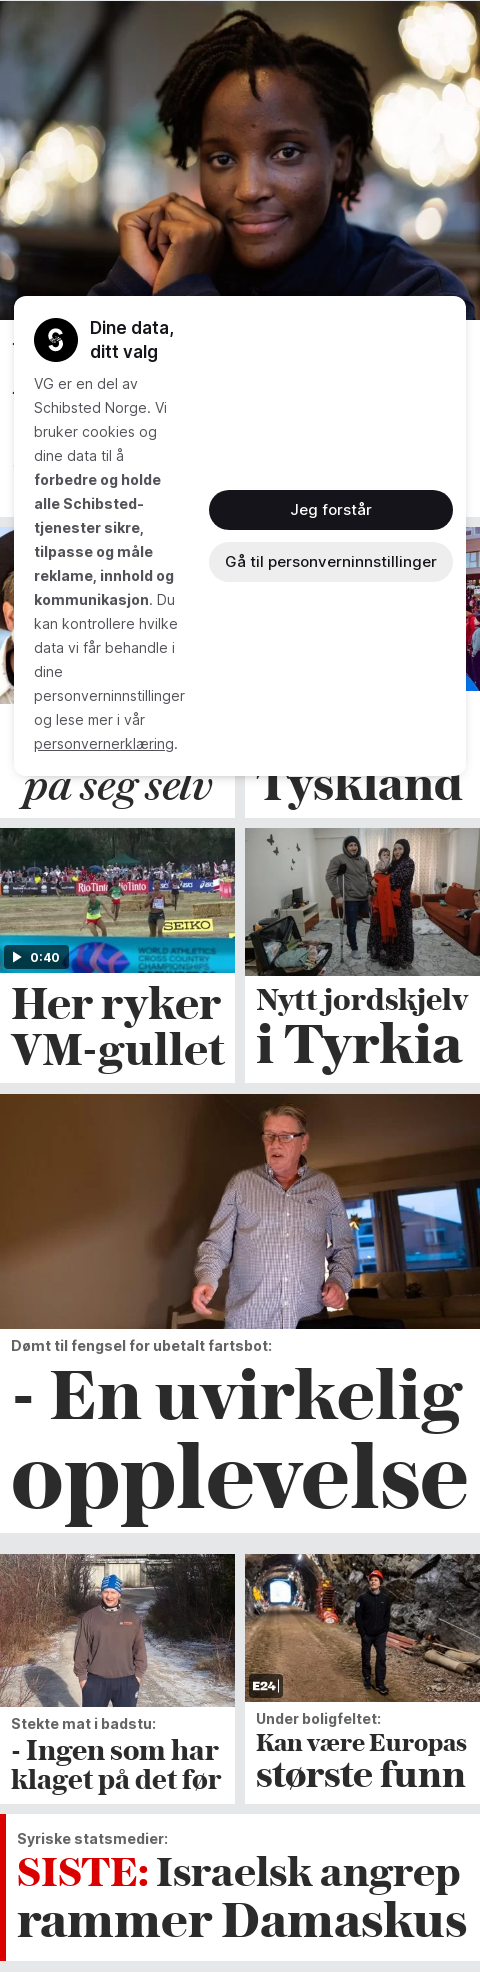 Dine data,
ditt valg
VG er en del av
Schibsted Norge. Vi
bruker cookies og
dine data til å
forbedre og holde
alle Schibsted-
tjenester sikre,
tilpasse og måle
reklame, innhold og
kommunikasjon. Du
kan kontrollere hvilke
data vi får behandle i
dine
personverninnstillinger
og lese mer i vår
personvernerklæring.
Jeg forstår
Gå til personverninnstillinger
på seg selv
Tyskland
RioTinto
RioTinto
asics
SEIKO
WORLD ATHLETICS
CROSS COUNTRY
CHAMPIONSHIPS
0:40
Her ryker
VM-gullet
Nytt jordskjelv
i Tyrkia
Dømt til fengsel for ubetalt fartsbot:
- En uvirkelig
opplevelse
Stekte mat i badstu:
- Ingen som har
klaget på det før
E24
Under boligfeltet:
Kan være Europas
største funn
Syriske statsmedier:
SISTE: Israelsk angrep
rammer Damaskus